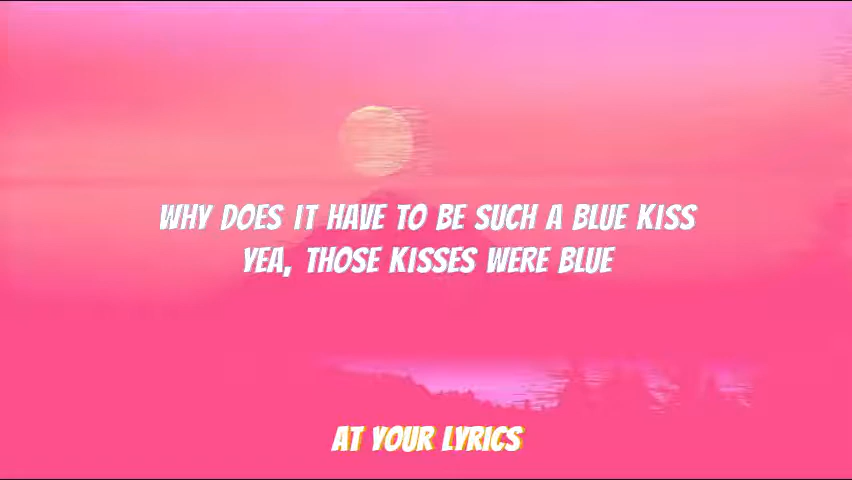 WHY DOES IT HAVE TO BE SUCH A BLUE KISS
YEA, THOSE KISSES WERE BLUE
AT YOUR LYRICS